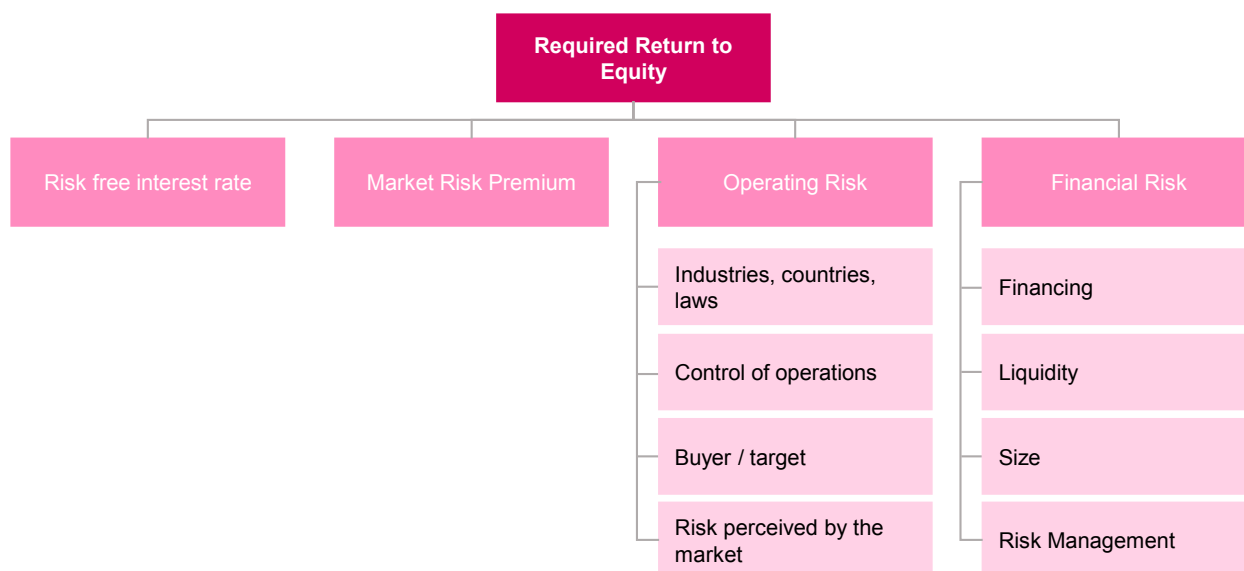 Required Return to
Equity
Risk free interest rate
Market Risk Premium
Operating Risk
Financial Risk
Industries, countries,
laws
Control of operations
Buyer / target
Risk perceived by the
market
Financing
Liquidity
Size
Risk Management